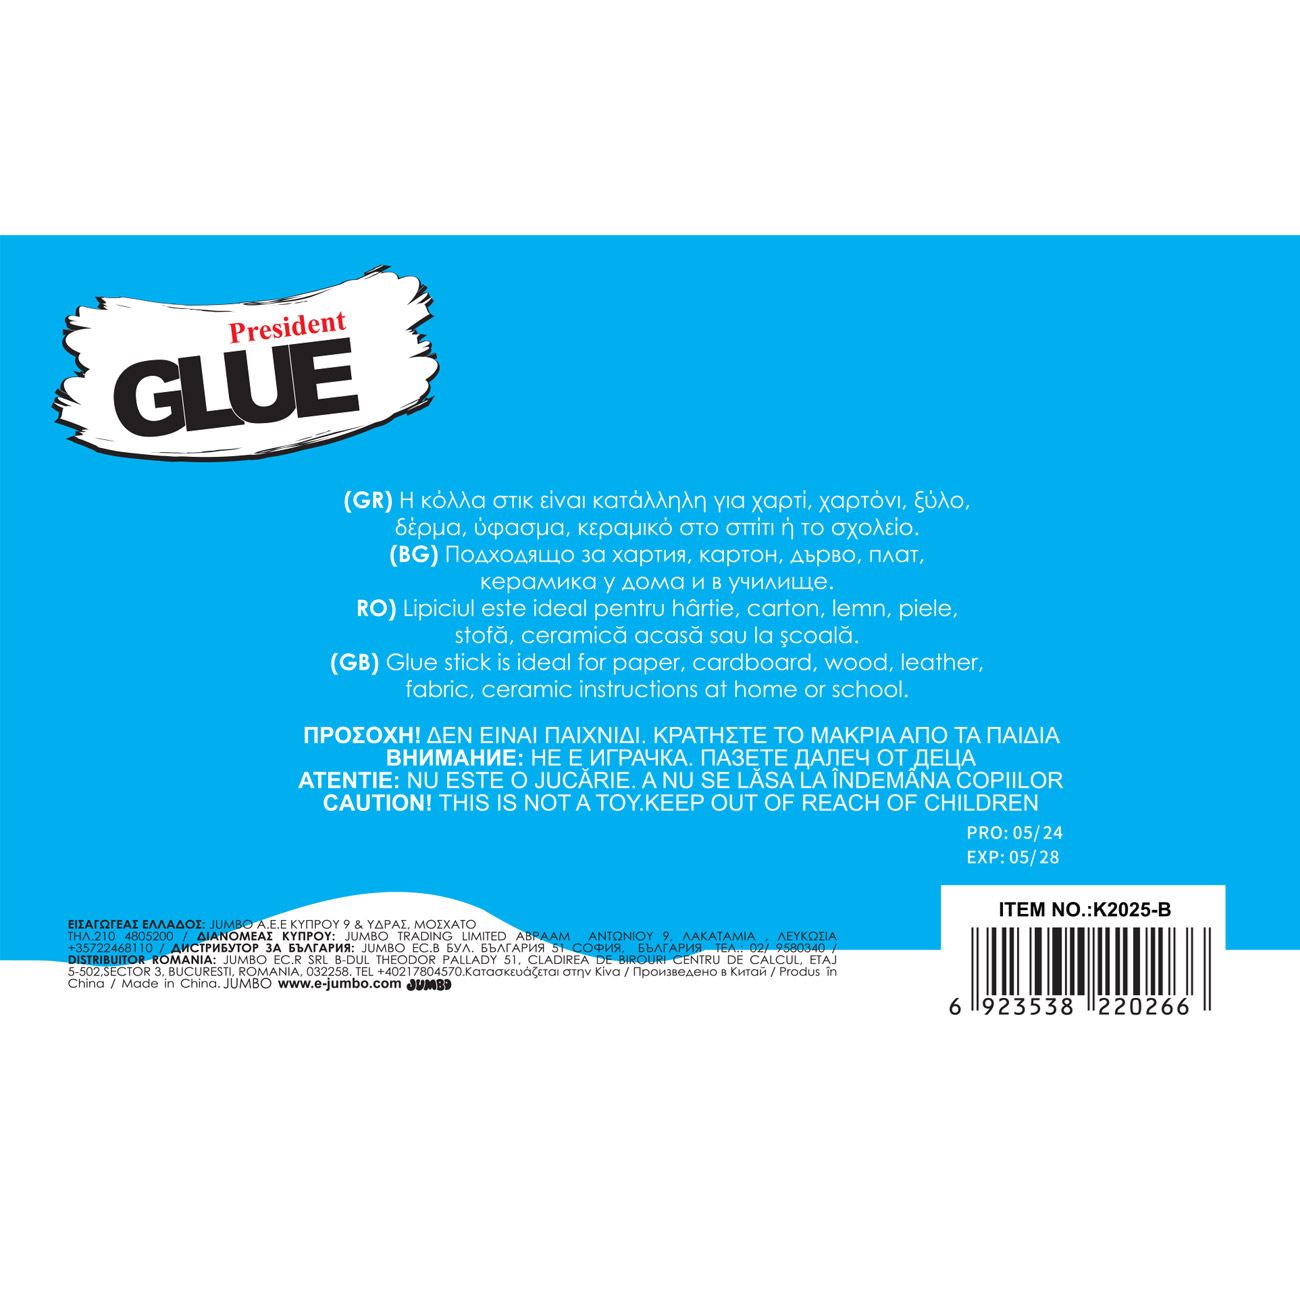 President
GLUE
(GR) Η κόλλα στικ είναι κατάλληλη για χαρτί, χαρτόνι, ξύλο,
δέρμα, ύφασμα, κεραμικό στο σπίτι ή το σχολείο.
(BG) Подходящо за хартия, картон, дърво, плат,
керамика у дома и в училище.
RO) Lipiciul este ideal pentru hârtie, carton, lemn, piele,
stofă, ceramică acasă sau la şcoală.
(GB) Glue stick is ideal for paper, cardboard, wood, leather,
fabric, ceramic instructions at home or school.
ΠΡΟΣΟΧΗ! ΔΕΝ ΕΙΝΑΙ ΠΑΙΧΝΙΔΙ. ΚΡΑΤΗΣΤΕ ΤΟ ΜΑΚΡΙΑ ΑΠΟ ΤΑ ΠΑΙΔΙΑ
ВНИМАНИЕ: НЕ Е ИГРАЧКА. ПАЗЕТЕ ДАЛЕЧ ОТ ДЕЦА
ATENTIE: NU ESTE O JUCĂRIE. A NU SE LĂSA LA ÎNDEMÂNA COPIILOR
CAUTION! THIS IS NOT A TOY.KEEP OUT OF REACH OF CHILDREN
PRO: 05/ 24
EXP: 05/ 28
ΕΙΣΑΓΩΓΕΑΣ ΕΛΛΑΔΟΣ: JUMBO Α.Ε.Ε ΚΥΠΡΟΥ 9 & ΥΔΡΑΣ, ΜΟΣΧΑΤΟ
ΤΗΛ.210 4805200 / ΔΙΑΝΟΜΕΑΣ ΚΥΠΡΟΥ: JUMBO TRADING LIMITED ΑΒΡΑΑΜ ΑΝΤΩΝΙΟΥ 9, ΛΑΚΑΤΑΜΙΑ , ΛΕΥΚΩΣΙΑ
+35722468110 / ДИСТРИБУТОР ЗА БЪЛГАРИЯ: JUMBO EC.B БУЛ. БЪЛГАРИЯ 51 СОФИЯ, БЪЛГАРИЯ ТЕЛ.: 02/ 9580340 /
DISTRIBUITOR ROMANIA: JUMBO EC.R SRL B-DUL THEODOR PALLADY 51, CLADIREA DE BIROURI CENTRU DE CALCUL, ETAJ
5-502,SECTOR 3, BUCURESTI, ROMANIA, 032258. TEL +40217804570.Κατασκευάζεται στην Κίνα / Произведено в Китай / Produs în
China / Made in China. JUMBO www.e-jumbo.com JUMBO
ITEM NO.:K2025-B
6 923538 220266